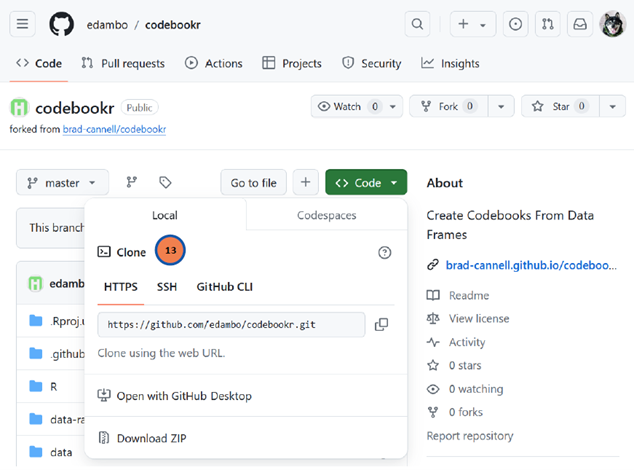 edambo / codebookr
Code Pull requests Actions Projects Security Insights
codebookr Public
Watch 0 Fork 0 Star 0
forked from brad-cannell/codebookr
master Go to file Code
About
Local Codespaces
Create Codebooks From Data
Frames
This branch
Clone 13
brad-cannell.github.io/codeboo...
HTTPS SSH GitHub CLI
edambo
Readme
https://github.com/edambo/codebookr.git
View license
.Rproj.u
Activity
Clone using the web URL.
.github
0 stars
R
Open with GitHub Desktop
0 watching
0 forks
data-ra
Report repository
Download ZIP
data